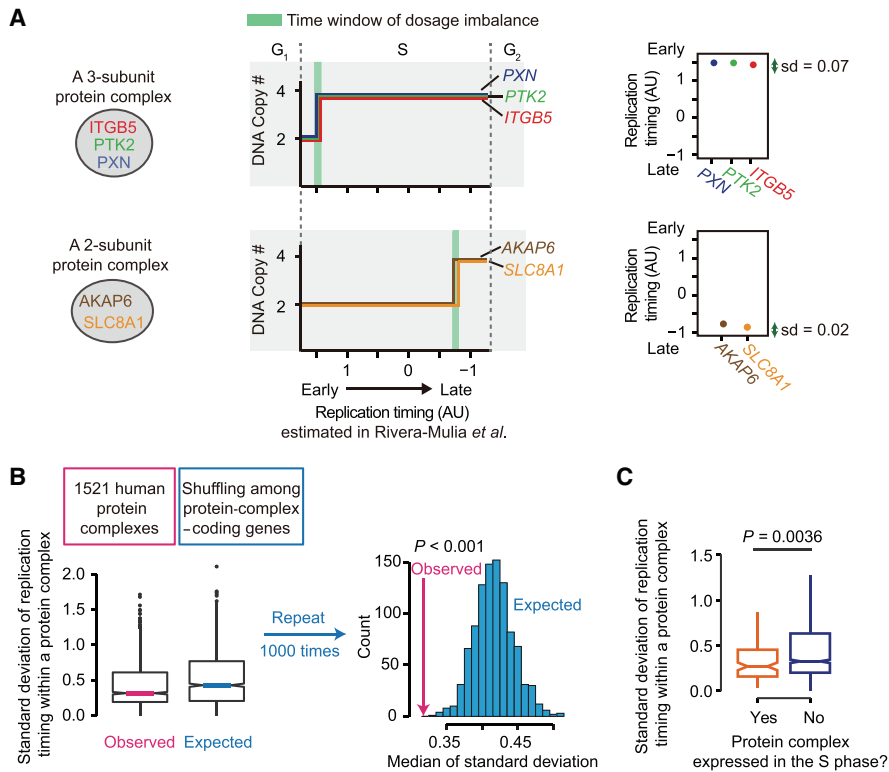 A
Time window of dosage imbalance
A 3-subunit
protein complex
ITGB5
PTK2
PXN
G1
S
G2
DNA Copy #
4
2
PXN
PTK2
ITGB5
Early
Replication
timing (AU)
1
0
−1
Late
sd = 0.07
PXN
PTK2
ITGB5
A 2-subunit
protein complex
AKAP6
SLC8A1
DNA Copy #
4
2
AKAP6
SLC8A1
1
0
−1
Early
Late
Replication timing (AU)
estimated in Rivera-Mulia et al.
Early
Replication
timing (AU)
1
0
−1
Late
sd = 0.02
AKAP6
SLC8A1
B
1521 human
protein
complexes
Shuffling among
protein-complex
–coding genes
Standard deviation of replication
timing within a protein complex
2.0
1.5
1.0
0.5
0.0
Observed
Expected
Repeat
1000 times
P < 0.001
Observed
Expected
Count
150
100
50
0
0.35
0.45
Median of standard deviation
C
Standard deviation of replication
timing within a protein complex
P = 0.0036
1.5
1.0
0.5
0.0
Yes
No
Protein complex
expressed in the S phase?